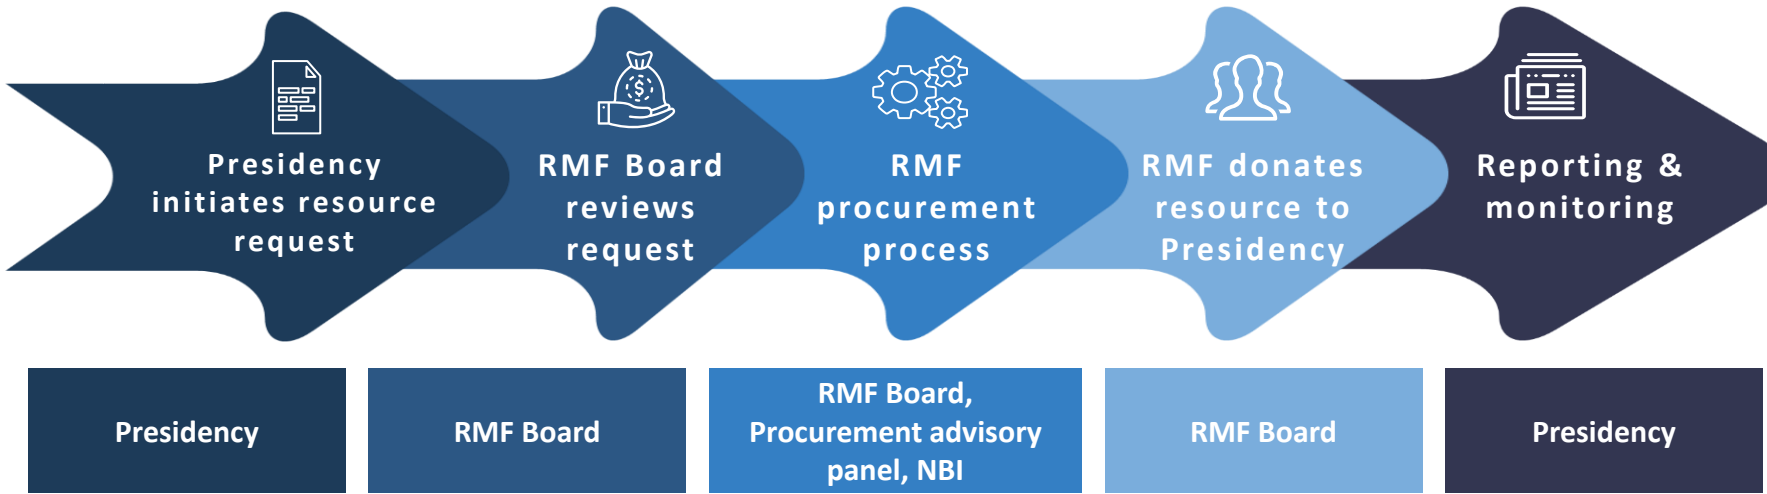 Presidency
initiates resource
request
RMF Board
reviews
request
RMF
procurement
process
RMF donates
resource to
Presidency
Reporting &
monitoring
Presidency
RMF Board
RMF Board,
Procurement advisory
panel, NBI
RMF Board
Presidency